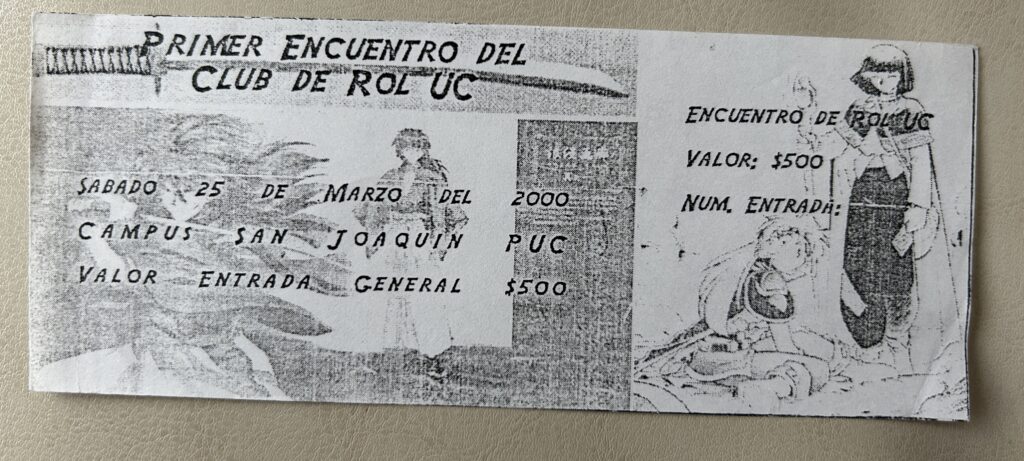 PRIMER ENCUENTRO DEL
CLUB DE ROL UC
SABADO 25 DE MARZO DEL 2000
CAMPUS SAN JOAQUIN PUC
VALOR ENTRADA GENERAL $500
ENCUENTRO DE ROL UC
VALOR: $500
NUM. ENTRADA: